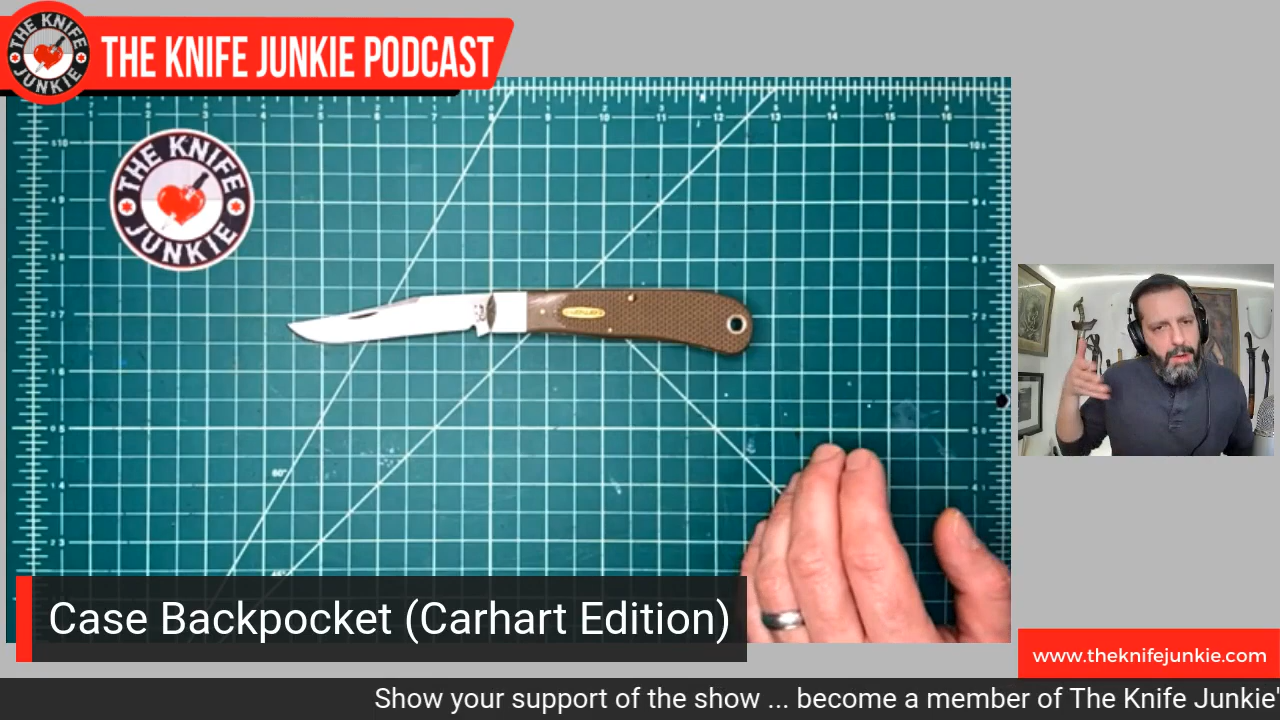 THE KNIFE JUNKIE
THE KNIFE JUNKIE PODCAST
THE KNIFE
JUNKIE
Case Backpocket (Carhart Edition)
www.theknifejunkie.com
Show your support of the show ... become a member of The Knife Junkie'